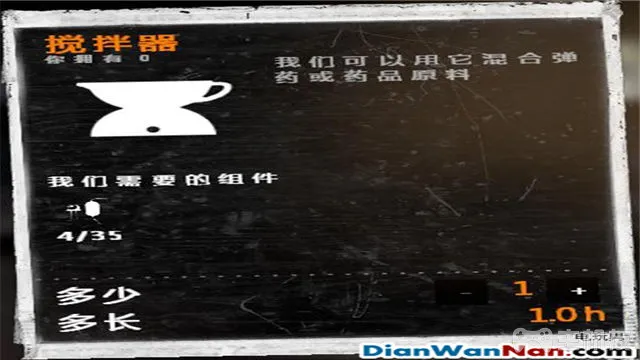 搅拌器
你拥有 0
我们可以用它混合弹
药或药品原料
我们需要的组件
4/35
多少
- 1 +
多长
1.0 h
DianWanNan.com